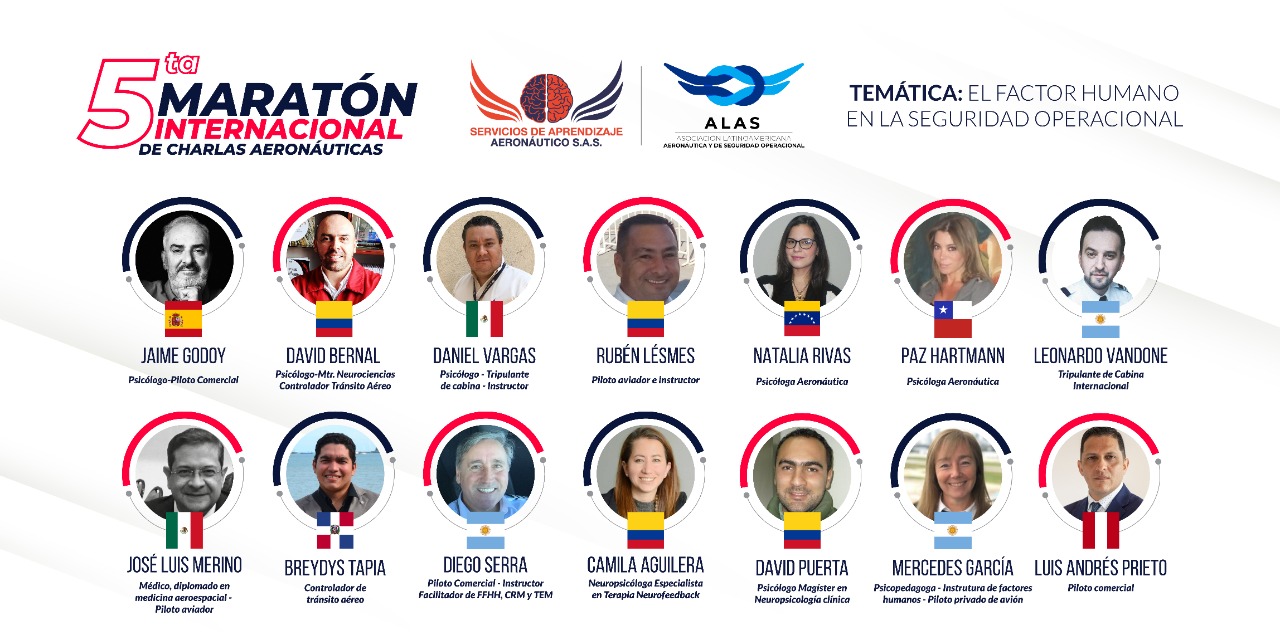 5ta
MARATÓN
INTERNACIONAL
DE CHARLAS AERONÁUTICAS
SERVICIOS DE APRENDIZAJE
AERONÁUTICO S.A.S.
ALAS
ASOCIACIÓN LATINOAMERICANA
AERONÁUTICA Y DE SEGURIDAD OPERACIONAL
TEMÁTICA: EL FACTOR HUMANO
EN LA SEGURIDAD OPERACIONAL
JAIME GODOY
Psicólogo-Piloto Comercial
DAVID BERNAL
Psicólogo-Mtr. Neurociencias
Controlador Tránsito Aéreo
DANIEL VARGAS
Psicólogo - Tripulante
de cabina - Instructor
RUBÉN LÉSMES
Piloto aviador e instructor
NATALIA RIVAS
Psicóloga Aeronáutica
PAZ HARTMANN
Psicóloga Aeronáutica
LEONARDO VANDONE
Tripulante de Cabina
Internacional
JOSÉ LUIS MERINO
Médico, diplomado en
medicina aeroespacial -
Piloto aviador
BREYDYS TAPIA
Controlador de
tránsito aéreo
DIEGO SERRA
Piloto Comercial - Instructor
Facilitador de FFHH, CRM y TEM
CAMILA AGUILERA
Neuropsicóloga Especialista
en Terapia Neurofeedback
DAVID PUERTA
Psicólogo Magíster en
Neuropsicología clínica
MERCEDES GARCÍA
Psicopedagoga - Instrutura de factores
humanos - Piloto privado de avión
LUIS ANDRÉS PRIETO
Piloto comercial